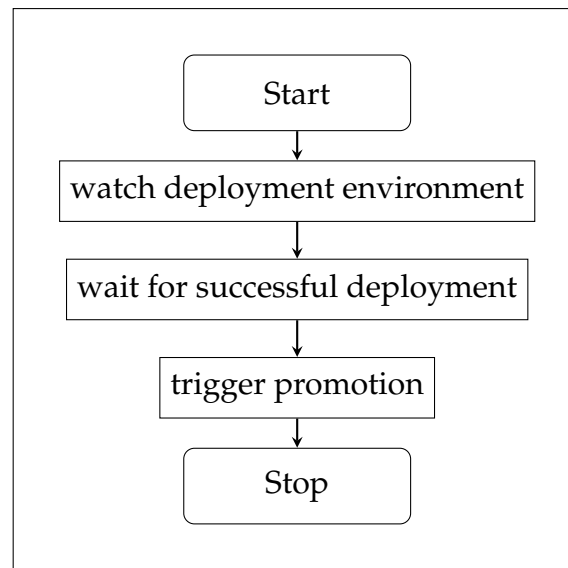 Start
watch deployment environment
wait for successful deployment
trigger promotion
Stop